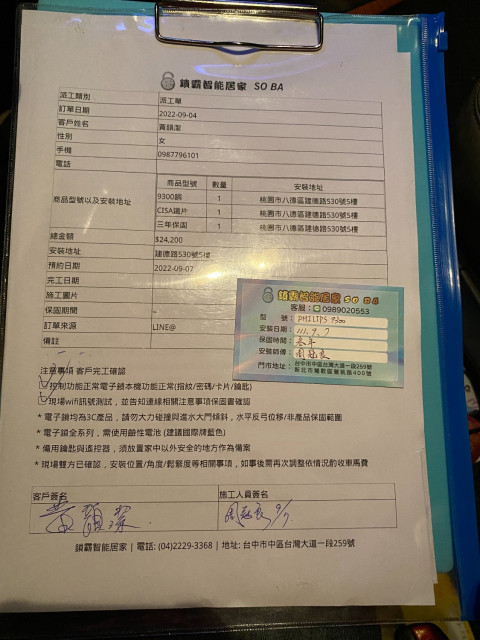 鎖霸智能居家 SO BA
派工類別 派工單
訂單日期 2022-09-04
客戶姓名 黃顗潔
性別 女
手機 0987796101
電話
商品型號 數量 安裝地址
商品型號以及安裝地址
9300鎖 1 桃園市八德區建德路530號5樓
CISA鐵片 1 桃園市八德區建德路530號5樓
三年保固 1 桃園市八德區建德路530號5樓
總金額 $24,200
安裝地址 建德路530號5樓
預約日期 2022-09-07
完工日期
施工圖片
保固期間 -
訂單來源 LINE@
備註
鎖霸智能居家 SO BA
客服：0989020553
型 號：PHILIPS 9300
安裝日期：111.9.7
保固時間：叁年
安裝師傅：周冠良
門市地址：台中市中區台灣大道一段259號
新北市鶯歌區鶯桃路400號
注意事項 客戶完工確認
控制功能正常電子鎖本機功能正常(指紋/密碼/卡片/鑰匙)
現場wifi訊號測試，並告知連線相關注意事項保固書確認
* 電子鎖均為3C產品，請勿大力碰撞與進水大門傾斜，水平反弓位移/非產品保固範圍
* 電子鎖全系列，需使用鹼性電池 (建議國際牌藍色)
* 備用鑰匙與遙控器，須放置家中以外安全的地方作為備案
* 現場雙方已確認，安裝位置/角度/鬆緊度等相關事項，如事後需再次調整依情況酌收車馬費
客戶簽名 施工人員簽名
黃顗潔 周冠良 9/7
鎖霸智能居家 | 電話: (04)2229-3368 | 地址: 台中市中區台灣大道一段259號